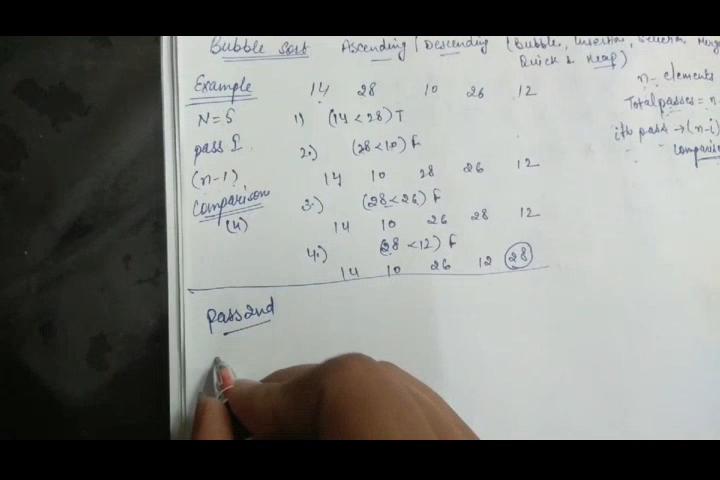 Bubble sort Ascending / Descending (Bubble, Insertion, Selection Merg
Quick & Heap)
Example 14 28 10 26 12
n- elements
N=5 1) (14 < 28) T
Total passes = n-
pass 1 2.) (28 < 10) f
ith pass → (n-i)
comparison
(n-1) 14 10 28 26 12
Comparison 3.) (28 < 26) f
(4) 14 10 26 28 12
4.) (28 < 12) f
14 10 26 12 28
pass 2nd